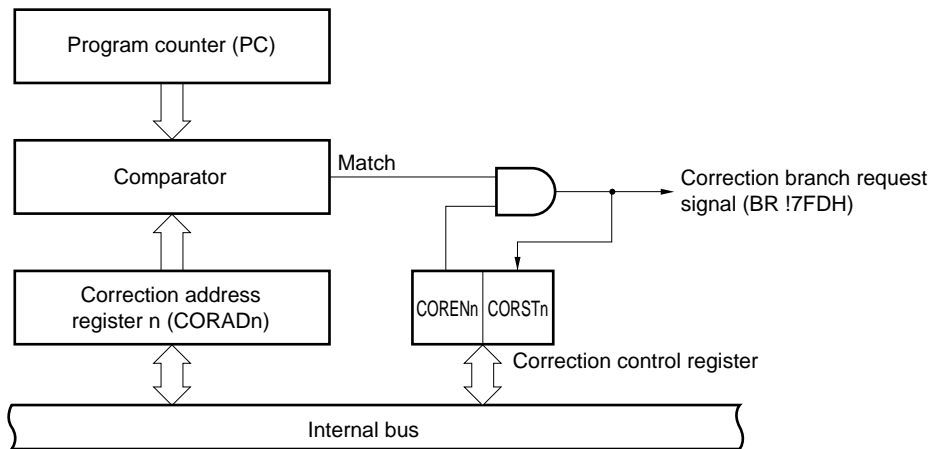 Program counter (PC)
Comparator
Match
Correction branch request
signal (BR !7FDH)
Correction address
register n (CORADn)
CORENn
CORSTn
Correction control register
Internal bus